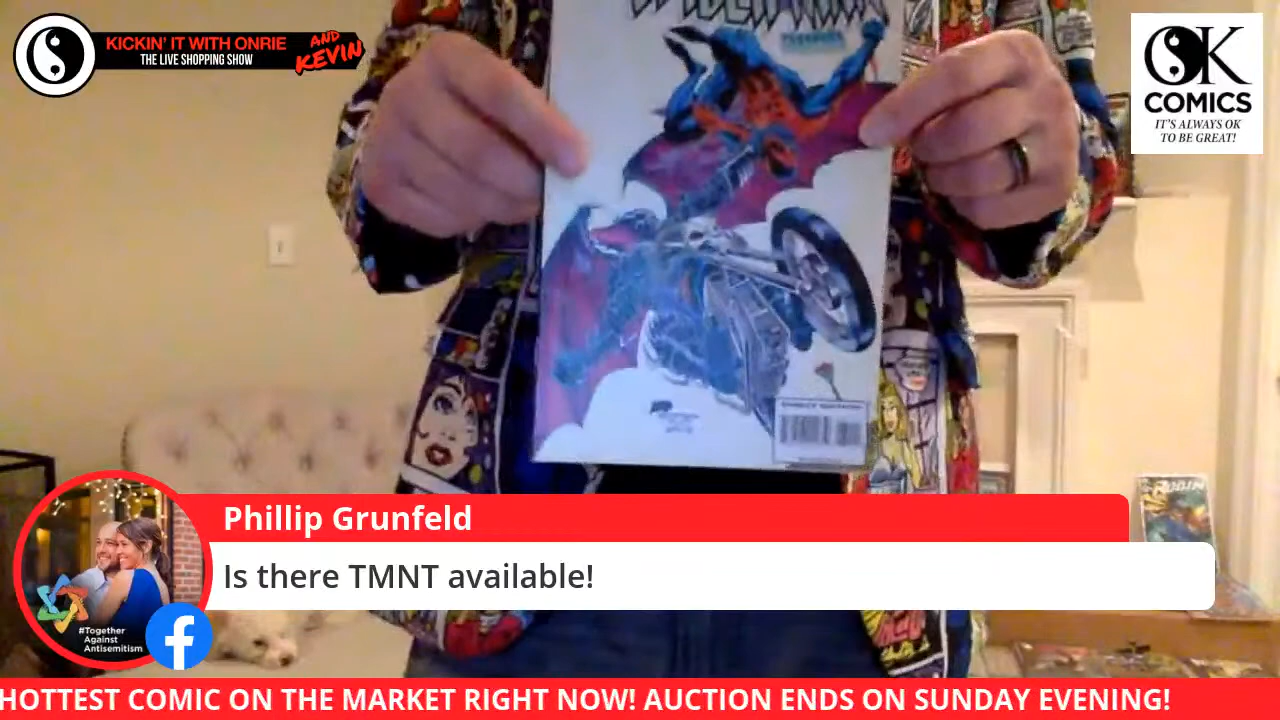 KICKIN' IT WITH ONRIE
AND
KEVIN
THE LIVE SHOPPING SHOW
OK
COMICS
IT'S ALWAYS OK
TO BE GREAT!
ROBIN
Phillip Grunfeld
Is there TMNT available!
#Together
Against
Antisemitism
HOTTEST COMIC ON THE MARKET RIGHT NOW! AUCTION ENDS ON SUNDAY EVENING!